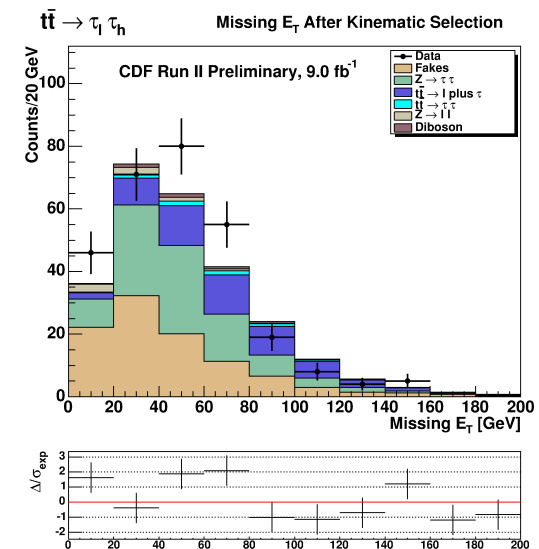 tt̄ → τl τh
Missing ET After Kinematic Selection
CDF Run II Preliminary, 9.0 fb-1
Data
Fakes
Z → τ τ
tt̄ → l plus τ
tt̄ → τ τ
Z → l l
Diboson
Counts/20 GeV
100
80
60
40
20
0
0 20 40 60 80 100 120 140 160 180 200
Missing ET [GeV]
Δ/σexp
3
2
1
0
-1
-2
0 20 40 60 80 100 120 140 160 180 200